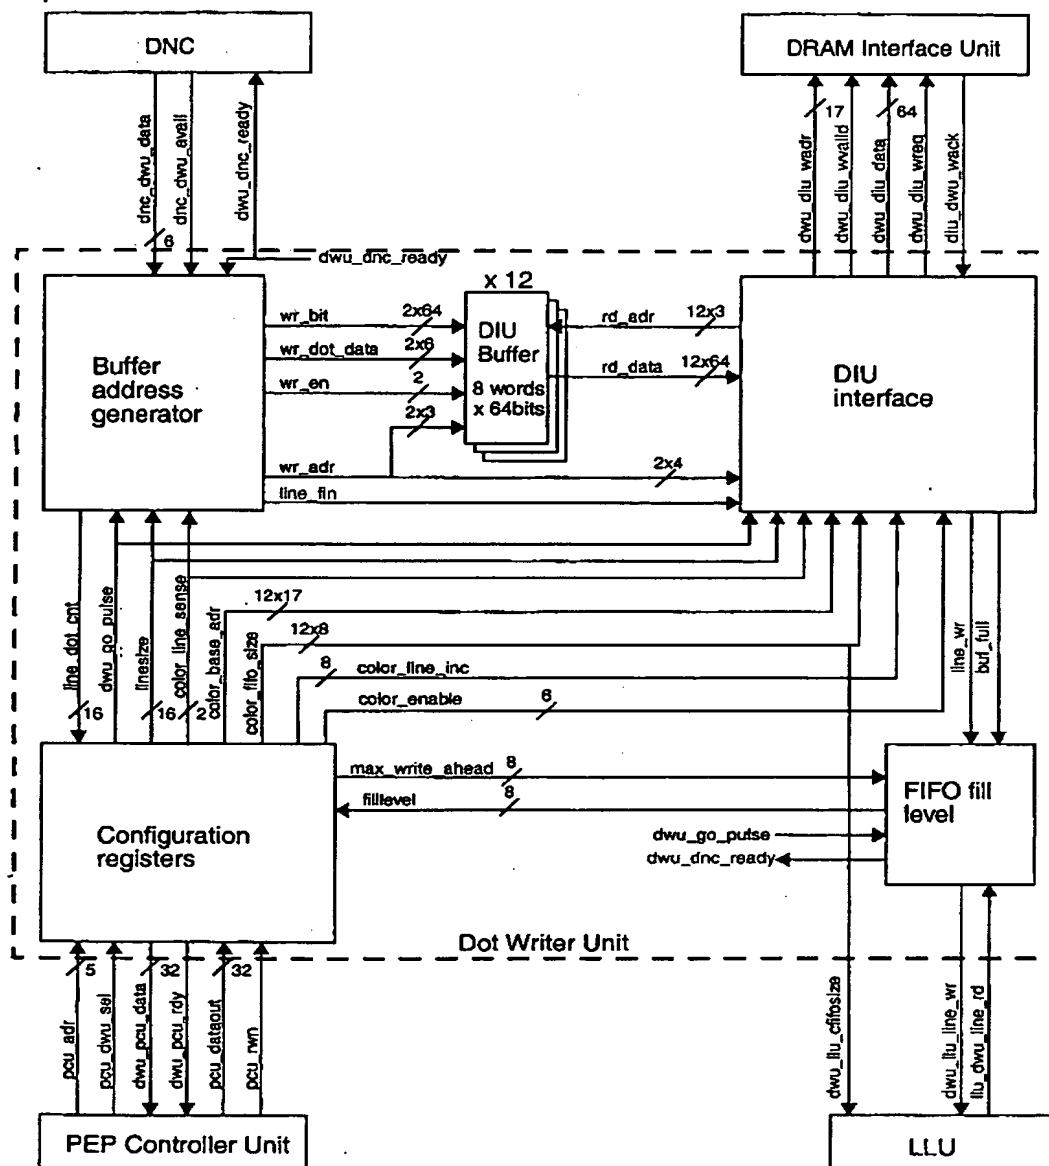 DNC
DRAM Interface Unit
dnc_dwu_data
dnc_dwu_avail
dwu_dnc_ready
6
dwu_diu_wadr
17
dwu_diu_wvalid
dwu_diu_data
64
dwu_diu_wreq
diu_dwu_wack
dwu_dnc_ready
x 12
Buffer
address
generator
wr_bit
2x64
wr_dot_data
2x6
wr_en
2
2x3
wr_adr
2x4
line_fin
DIU
Buffer
8 words
x 64bits
rd_adr
12x3
rd_data
12x64
DIU
interface
line_dot_cnt
16
dwu_go_pulse
linesize
16
color_line_sense
2
color_base_adr
12x17
color_fifo_size
12x8
8
color_line_inc
color_enable
6
line_wr
buf_full
Configuration
registers
max_write_ahead
8
filllevel
8
dwu_go_pulse
dwu_dnc_ready
FIFO fill
level
Dot Writer Unit
pcu_adr
5
pcu_dwu_sel
dwu_pcu_data
32
dwu_pcu_rdy
pcu_dataout
32
pcu_rwn
dwu_llu_cfifosize
dwu_llu_line_wr
llu_dwu_line_rd
PEP Controller Unit
LLU